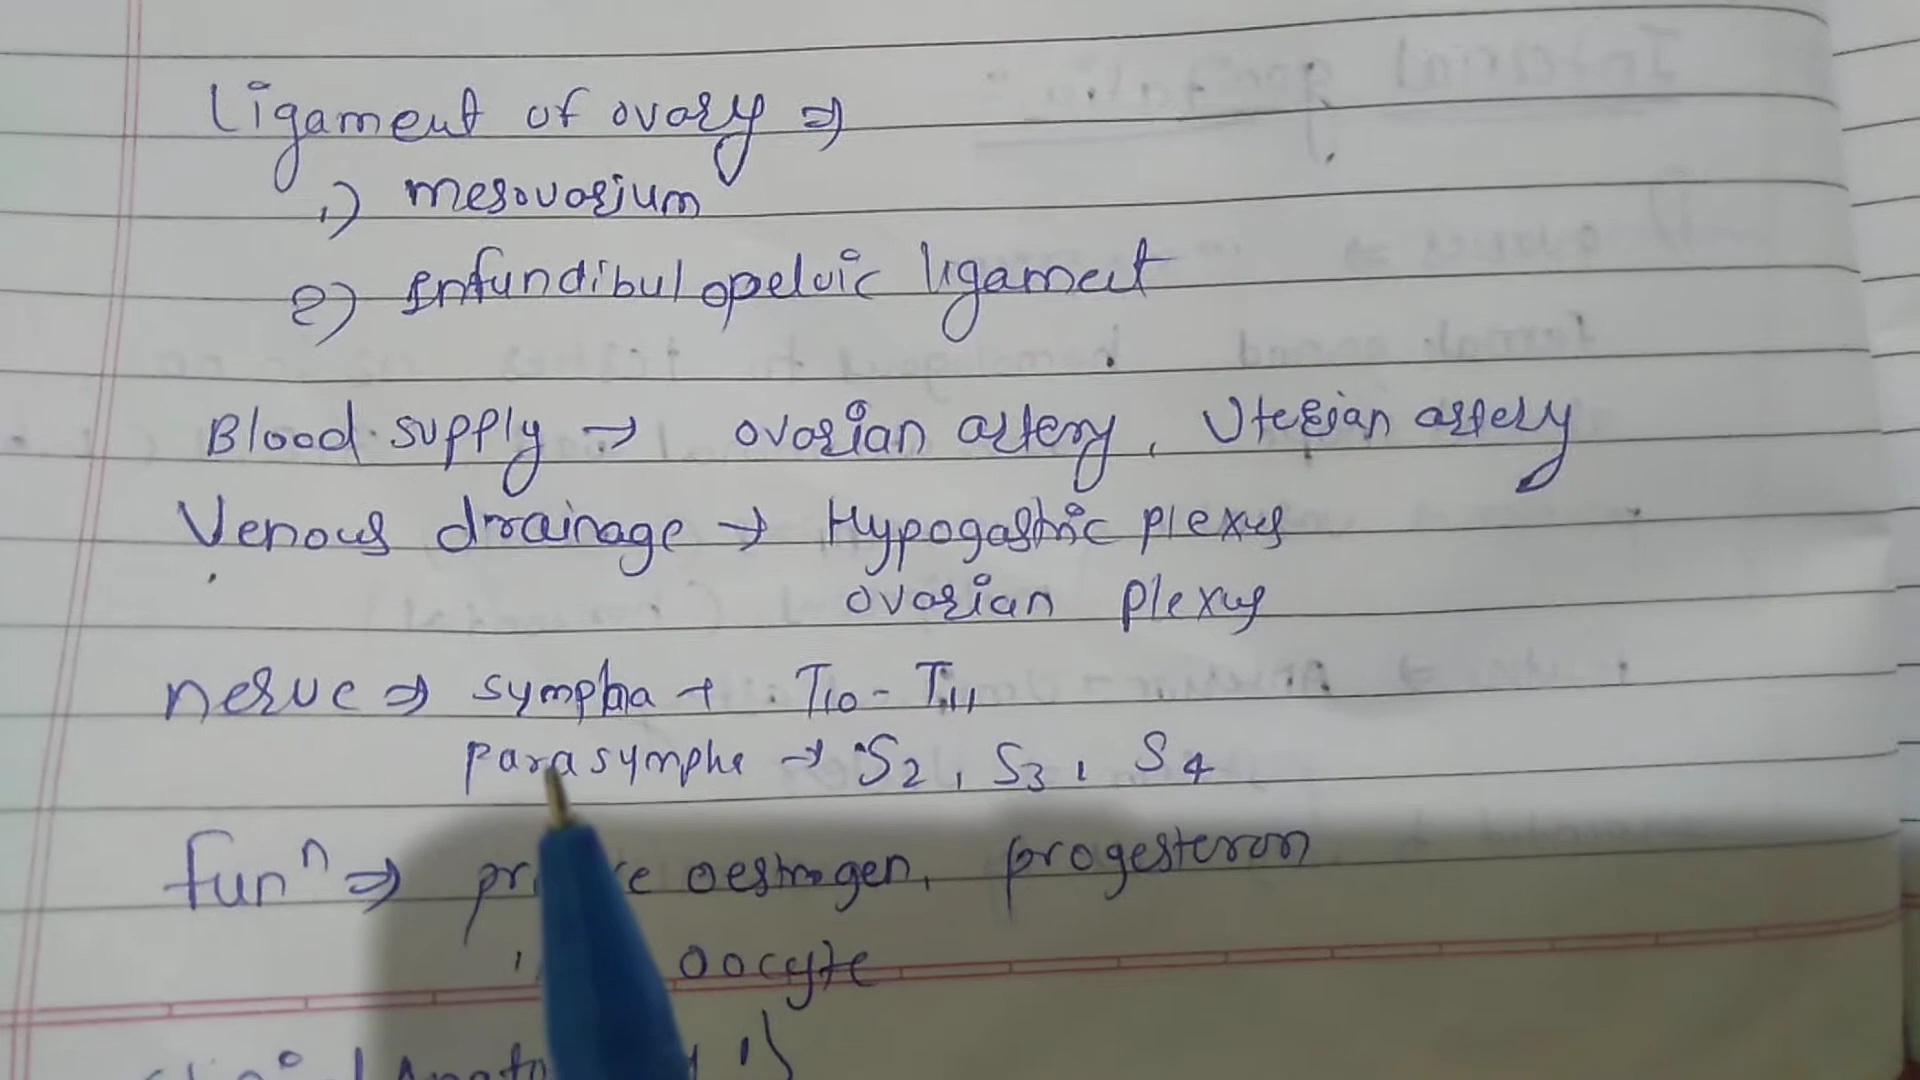 Ligament of ovary ⇒
1) mesovarium
2) Infundibulopelvic ligament
Blood supply → ovarian artery, Uterian artery
Venous drainage → Hypogastric plexus
ovarian plexus
nerve ⇒ sympha → T10 - T11
parasymphe → S2, S3, S4
funⁿ ⇒ oestrogen, progesteron
oocyte
1)